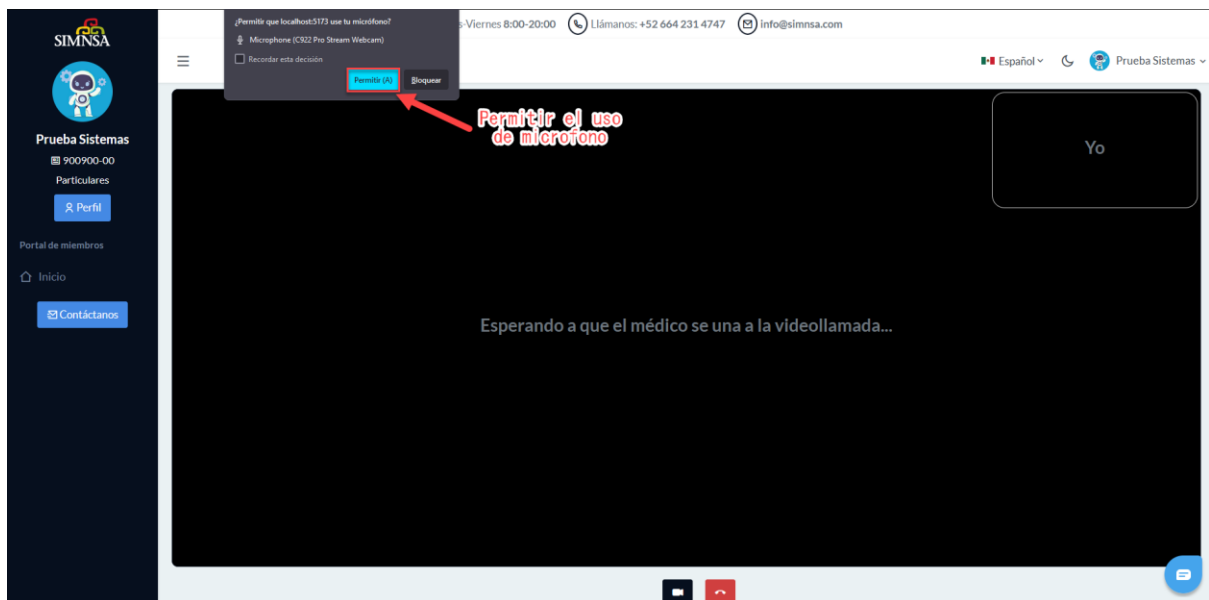 SIMNSA
Prueba Sistemas
900900-00
Particulares
Perfil
Portal de miembros
Inicio
Contáctanos
-Viernes 8:00-20:00
Llámanos: +52 664 231 4747
info@simnsa.com
¿Permitir que localhost:5173 use tu micrófono?
Microphone (C922 Pro Stream Webcam)
Recordar esta decisión
Permitir (A)
Bloquear
Español
Prueba Sistemas
Permitir el uso
de microfono
Yo
Esperando a que el médico se una a la videollamada...